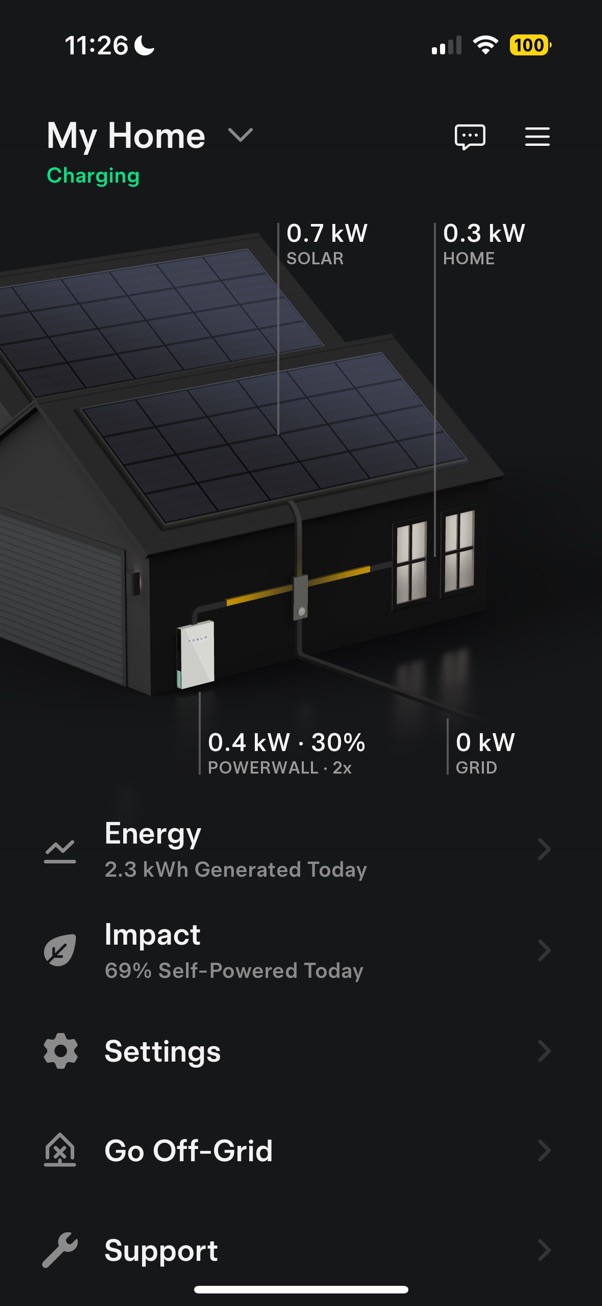 11:26
100
My Home
Charging
0.7 kW
SOLAR
0.3 kW
HOME
TESLA
0.4 kW · 30%
POWERWALL · 2x
0 kW
GRID
Energy
2.3 kWh Generated Today
Impact
69% Self-Powered Today
Settings
Go Off-Grid
Support